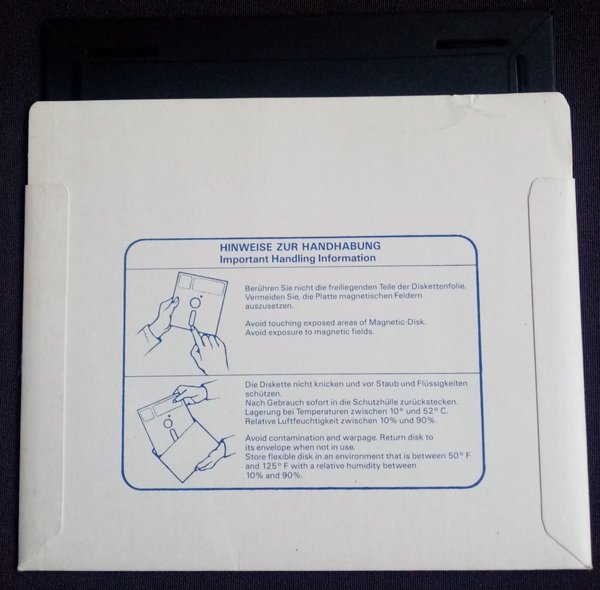 HINWEISE ZUR HANDHABUNG
Important Handling Information
Berühren Sie nicht die freiliegenden Teile der Diskettenfolie.
Vermeiden Sie, die Platte magnetischen Feldern
auszusetzen.
Avoid touching exposed areas of Magnetic-Disk.
Avoid exposure to magnetic fields.
Die Diskette nicht knicken und vor Staub und Flüssigkeiten
schützen.
Nach Gebrauch sofort in die Schutzhülle zurückstecken.
Lagerung bei Temperaturen zwischen 10° und 52° C.
Relative Luftfeuchtigkeit zwischen 10% und 90%.
Avoid contamination and warpage. Return disk to
its envelope when not in use.
Store flexible disk in an environment that is between 50° F
and 125° F with a relative humidity between
10% and 90%.